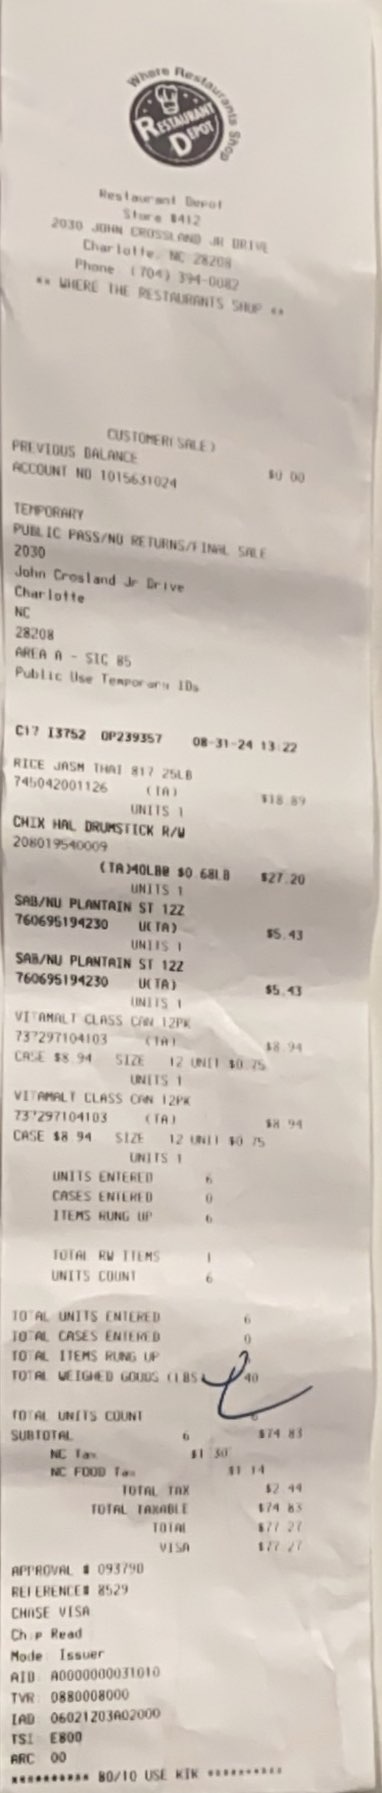 Where Restaurants Shop
RESTAURANT
DEPOT
Restaurant Depot
Store #412
2030 JOHN CROSSLAND JR DRIVE
Charlotte, NC 28208
Phone (704) 394-0082
** WHERE THE RESTAURANTS SHOP **
CUSTOMER(SALE)
PREVIOUS BALANCE $0.00
ACCOUNT NO 1015631024
TEMPORARY
PUBLIC PASS/NO RETURNS/FINAL SALE
2030
John Crosland Jr Drive
Charlotte
NC
28208
AREA A - SIC 85
Public Use Temporary IDs
C17 I3752 OP239357 08-31-24 13:22
RICE JASM THAI 817 25LB
745042001126 (TA) $18.89
UNITS 1
CHIX HAL DRUMSTICK R/W
208019540009
(TA)40LB@ $0.68LB $27.20
UNITS 1
SAB/NU PLANTAIN ST 12Z
760695194230 U(TA) $5.43
UNITS 1
SAB/NU PLANTAIN ST 12Z
760695194230 U(TA) $5.43
UNITS 1
VITAMALT CLASS CAN 12PK
737297104103 (TA) $8.94
CASE $8.94 SIZE 12 UNIT $0.75
UNITS 1
VITAMALT CLASS CAN 12PK
737297104103 (TA) $8.94
CASE $8.94 SIZE 12 UNIT $0.75
UNITS 1
UNITS ENTERED 6
CASES ENTERED 0
ITEMS RUNG UP 6
TOTAL RW ITEMS 1
UNITS COUNT 6
TOTAL UNITS ENTERED 6
TOTAL CASES ENTERED 0
TOTAL ITEMS RUNG UP
TOTAL WEIGHED GOODS (LBS 40
TOTAL UNITS COUNT 6
SUBTOTAL 6 $74.83
NC Tax $1.30
NC FOOD Tax $1.14
TOTAL TAX $2.44
TOTAL TAXABLE $74.83
TOTAL $77.27
VISA $77.27
APPROVAL # 093790
REFERENCE# 8529
CHASE VISA
Chip Read
Mode: Issuer
AID: A0000000031010
TVR: 0880008000
IAD: 06021203A02000
TSI: E800
ARC: 00
********** 80/10 USE KTK **********